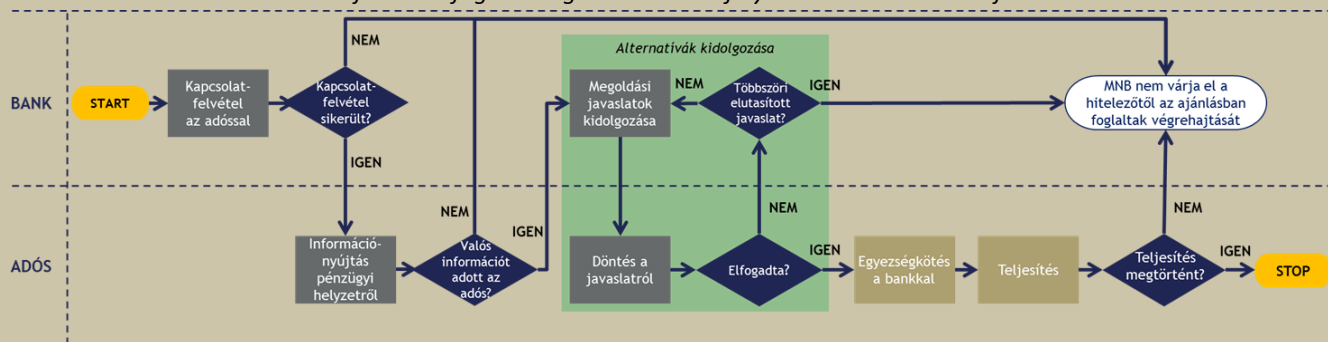 NEM
Alternatívák kidolgozása
BANK
START
Kapcsolat-
felvétel
az adóssal
Kapcsolat-
felvétel
sikerült?
Megoldási
javaslatok
kidolgozása
NEM
Többszöri
elutasított
javaslat?
IGEN
MNB nem várja el a
hitelezőtől az ajánlásban
foglaltak végrehajtását
IGEN
NEM
IGEN
NEM
NEM
ADÓS
Információ-
nyújtás
pénzügyi
helyzetről
Valós
információt
adott az
adós?
Döntés a
javaslatról
Elfogadta?
IGEN
Egyezségkötés
a bankkal
Teljesítés
Teljesítés
megtörtént?
IGEN
STOP